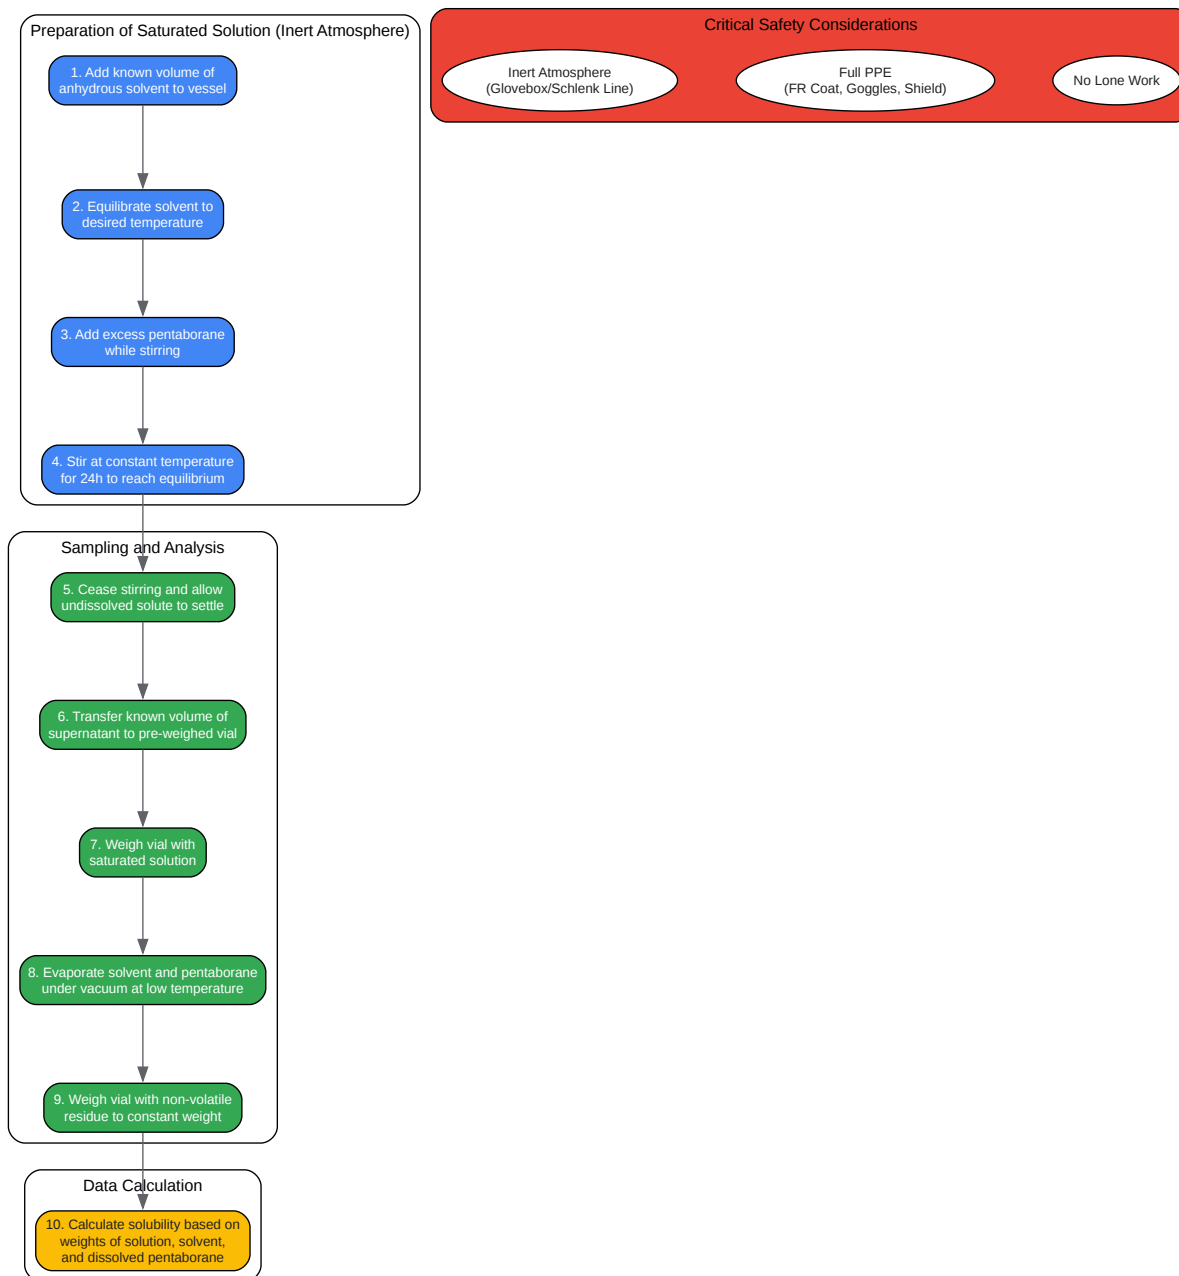 Preparation of Saturated Solution (Inert Atmosphere)
1. Add known volume of
anhydrous solvent to vessel
2. Equilibrate solvent to
desired temperature
3. Add excess pentaborane
while stirring
4. Stir at constant temperature
for 24h to reach equilibrium
Critical Safety Considerations
Inert Atmosphere
(Glovebox/Schlenk Line)
Full PPE
(FR Coat, Goggles, Shield)
No Lone Work
Sampling and Analysis
5. Cease stirring and allow
undissolved solute to settle
6. Transfer known volume of
supernatant to pre-weighed vial
7. Weigh vial with
saturated solution
8. Evaporate solvent and pentaborane
under vacuum at low temperature
9. Weigh vial with non-volatile
residue to constant weight
Data Calculation
10. Calculate solubility based on
weights of solution, solvent,
and dissolved pentaborane